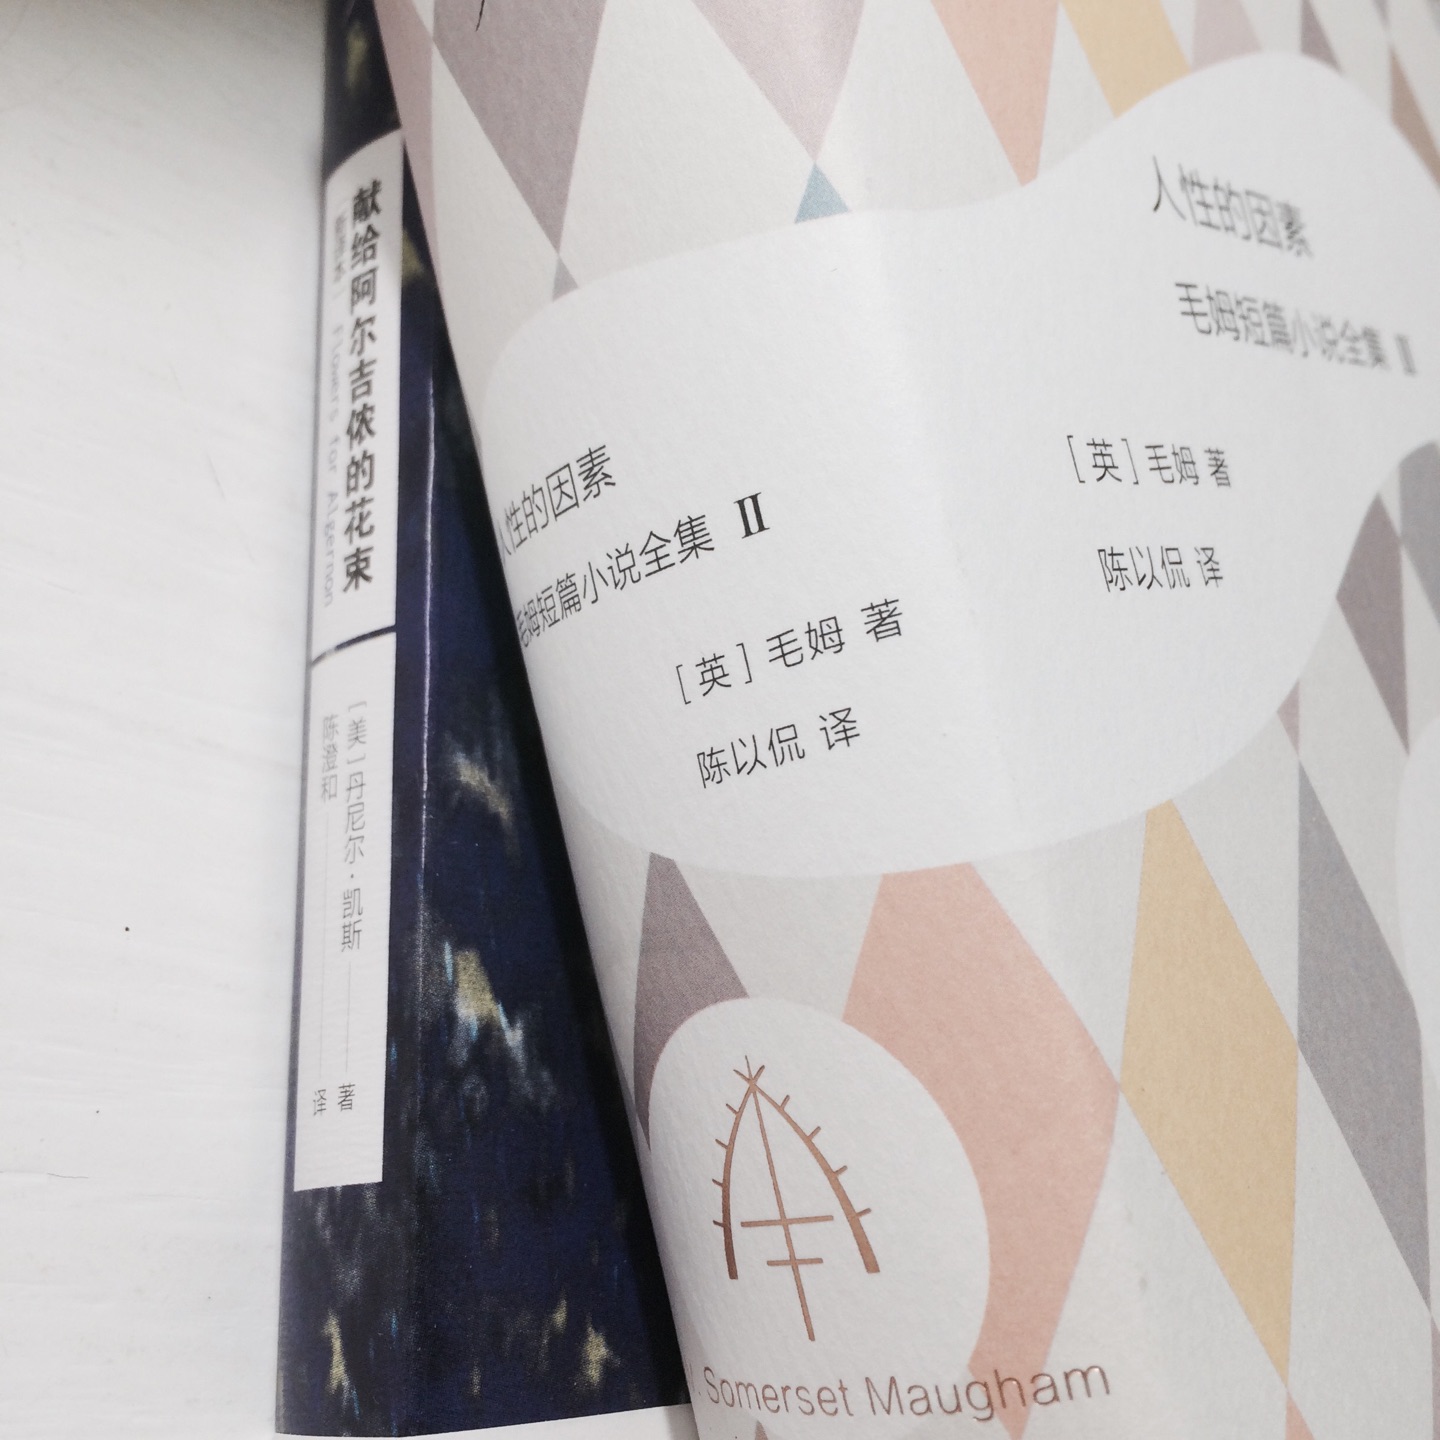 献给阿尔吉侬的花束
Flowers for Algernon
[美]丹尼尔·凯斯 著
陈澄和 译
人性的因素
毛姆短篇小说全集 II
[英]毛姆 著
陈以侃 译
人性的因素
毛姆短篇小说全集 II
[英]毛姆 著
陈以侃 译
Somerset Maugham